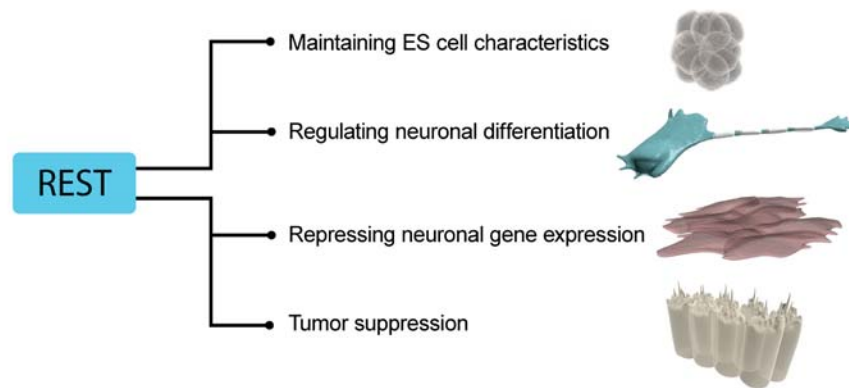 Maintaining ES cell characteristics
Regulating neuronal differentiation
REST
Repressing neuronal gene expression
Tumor suppression